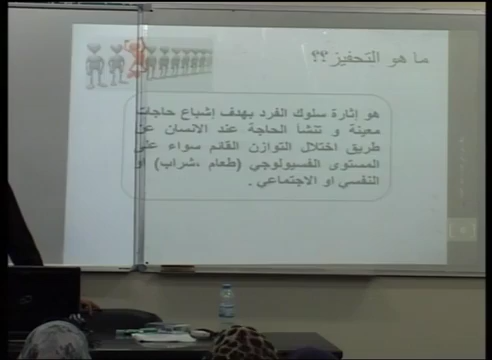 ما هو التحفيز؟؟
هو إثارة سلوك الفرد بهدف إشباع حاجات
معينة و تنشأ الحاجة عند الانسان عن
طريق اختلال التوازن القائم سواء على
المستوى الفسيولوجي (طعام ،شراب) او
النفسي او الاجتماعي .